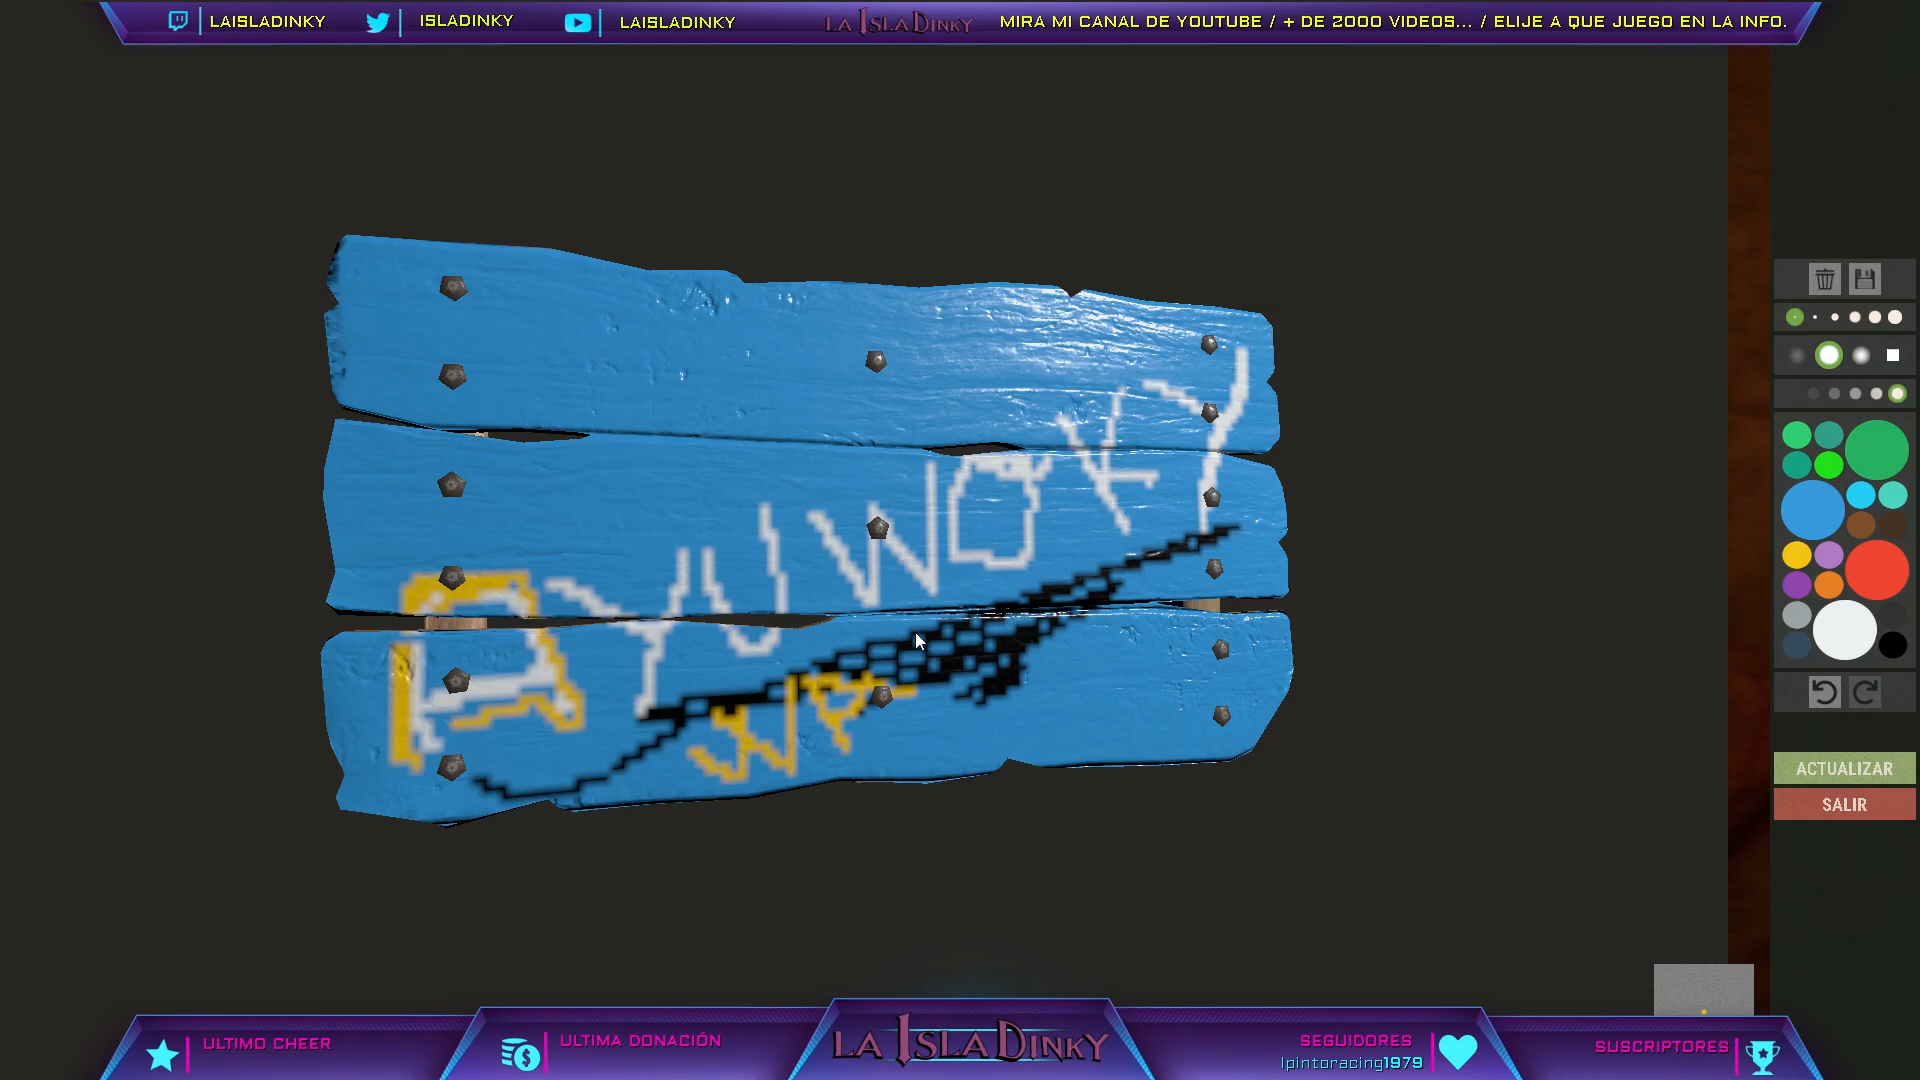 LAISLADINKY
ISLADINKY
LAISLADINKY
LA ISLA DINKY
MIRA MI CANAL DE YOUTUBE / + DE 2000 VIDEOS... / ELIJE A QUE JUEGO EN LA INFO.
ACTUALIZAR
SALIR
ULTIMO CHEER
ULTIMA DONACIÓN
LA ISLA DINKY
SEGUIDORES
lpintoracing1979
SUSCRIPTORES